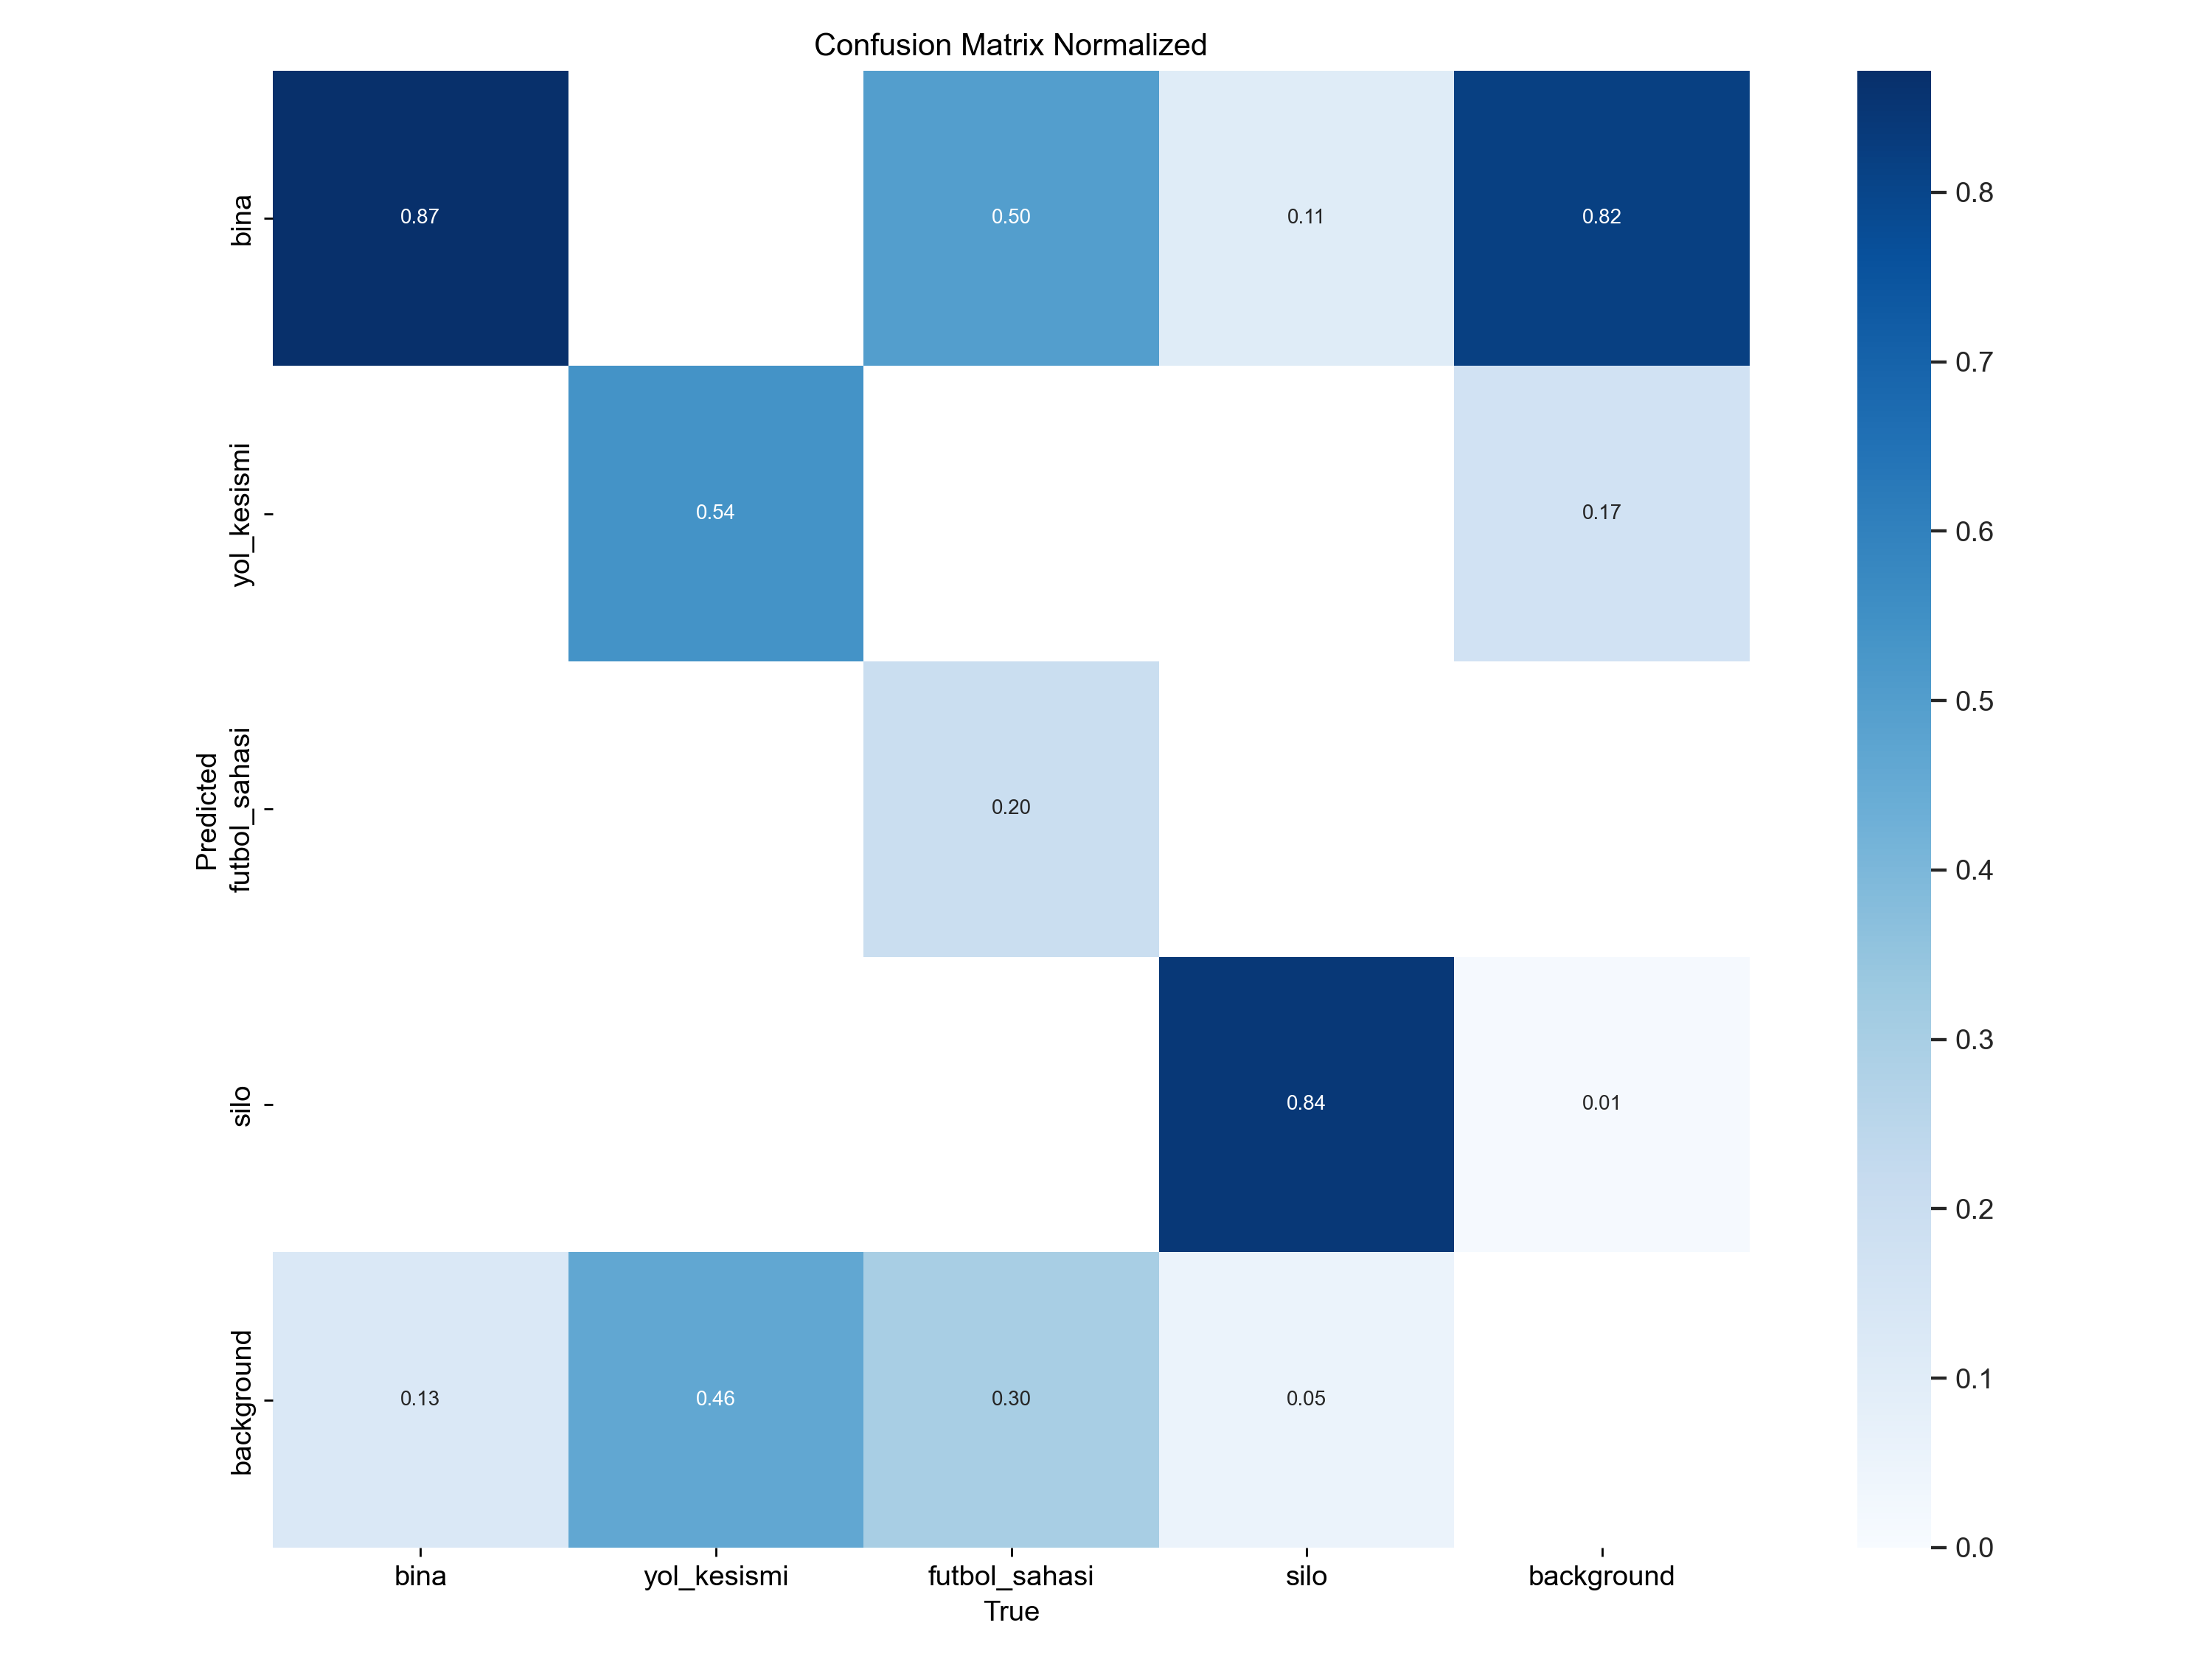 Confusion Matrix Normalized
bina
0.87
0.50
0.11
0.82
yol_kesismi
0.54
0.17
Predicted
futbol_sahasi
0.20
silo
0.84
0.01
background
0.13
0.46
0.30
0.05
bina
yol_kesismi
futbol_sahasi
silo
background
True
0.8
0.7
0.6
0.5
0.4
0.3
0.2
0.1
0.0